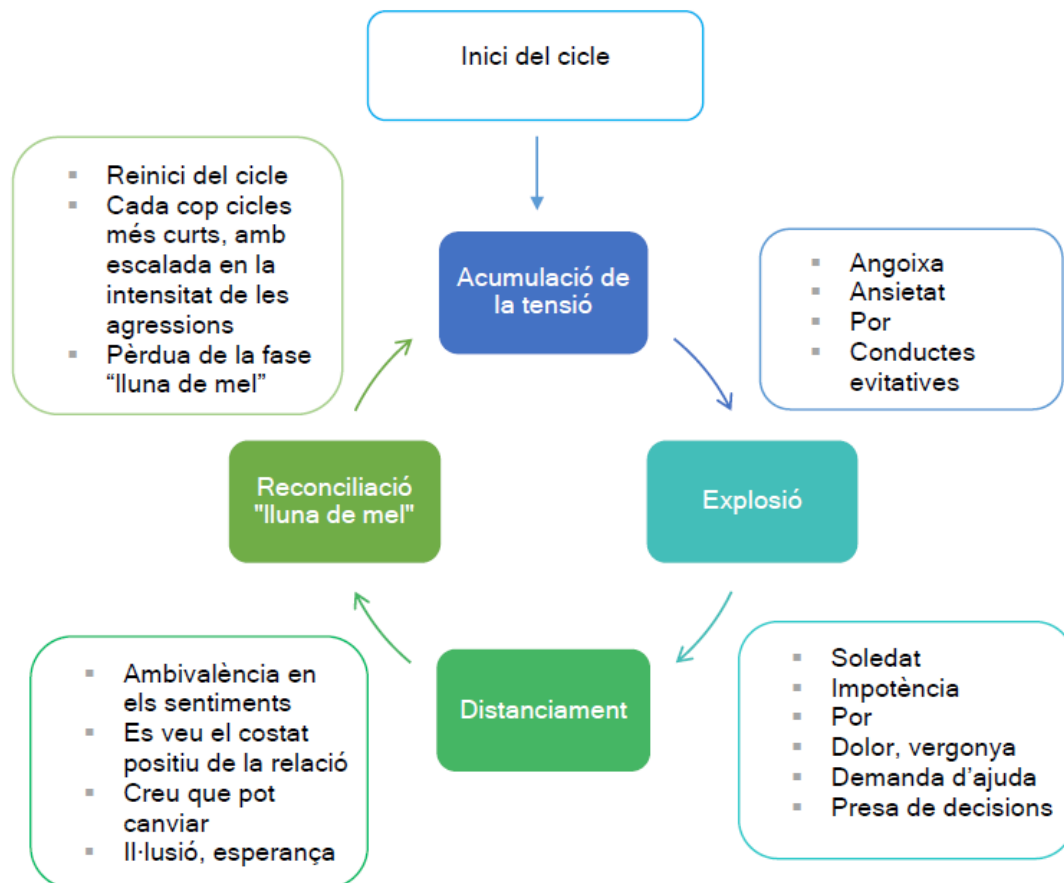 Inici del cicle
▪ Reinici del cicle
▪ Cada cop cicles
més curts, amb
escalada en la
intensitat de les
agressions
▪ Pèrdua de la fase
“lluna de mel”
Acumulació de
la tensió
▪ Angoixa
▪ Ansietat
▪ Por
▪ Conductes
evitatives
Reconciliació
"lluna de mel"
Explosió
▪ Ambivalència en
els sentiments
▪ Es veu el costat
positiu de la relació
▪ Creu que pot
canviar
▪ Il·lusió, esperança
Distanciament
▪ Soledat
▪ Impotència
▪ Por
▪ Dolor, vergonya
▪ Demanda d’ajuda
▪ Presa de decisions